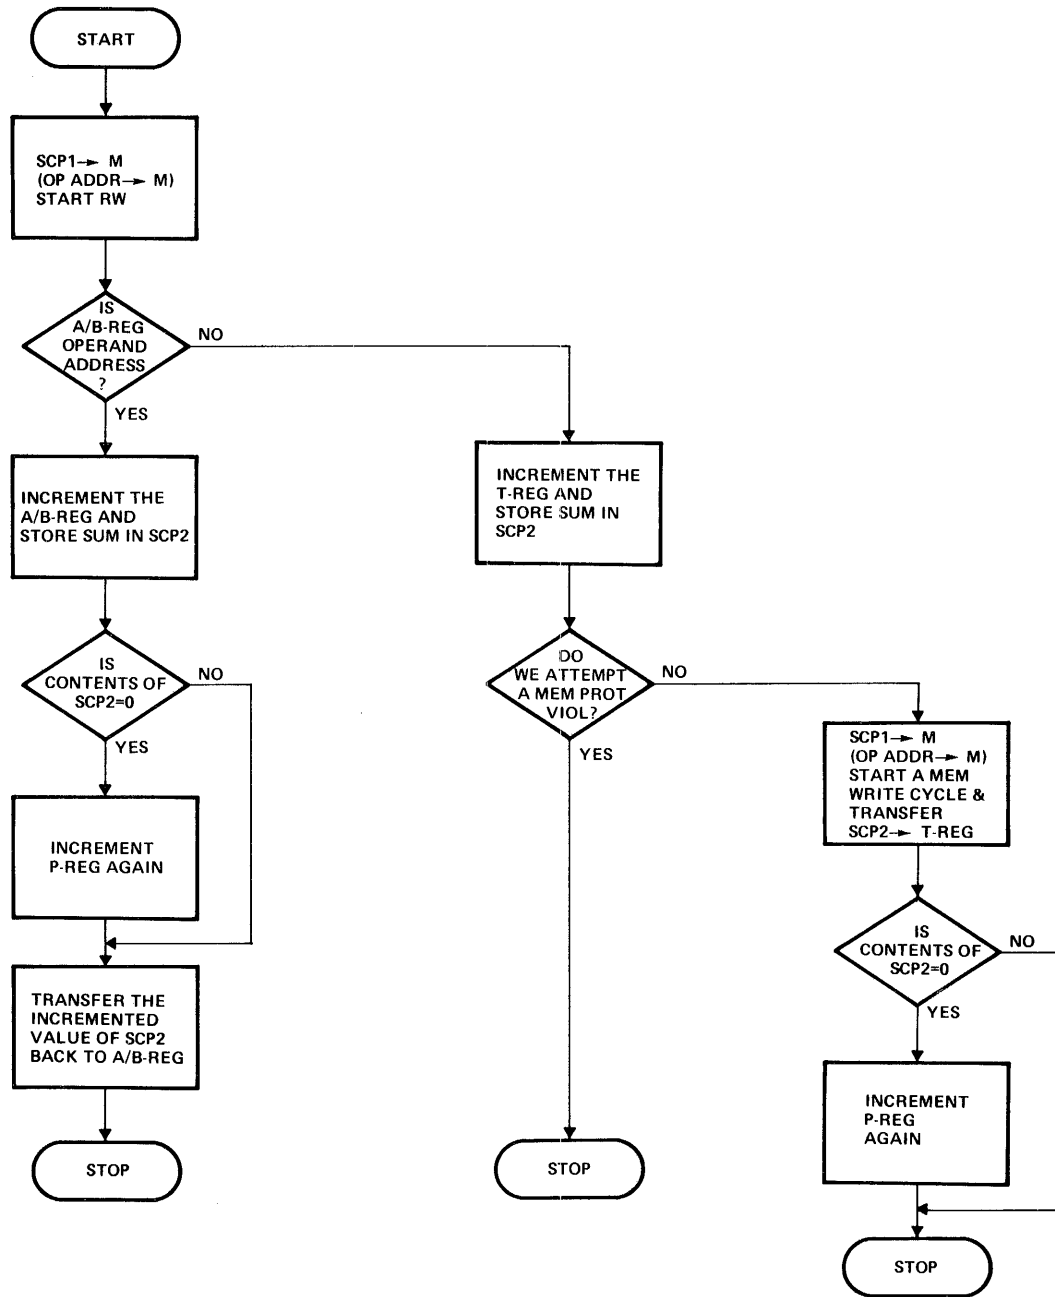 START
SCP1→ M
(OP ADDR→ M)
START RW
IS
A/B-REG
OPERAND
ADDRESS
?
NO
YES
INCREMENT THE
A/B-REG AND
STORE SUM IN SCP2
IS
CONTENTS OF
SCP2=0
NO
YES
INCREMENT
P-REG AGAIN
TRANSFER THE
INCREMENTED
VALUE OF SCP2
BACK TO A/B-REG
STOP
INCREMENT THE
T-REG AND
STORE SUM IN
SCP2
DO
WE ATTEMPT
A MEM PROT
VIOL?
NO
YES
STOP
SCP1→ M
(OP ADDR→ M)
START A MEM
WRITE CYCLE &
TRANSFER
SCP2→ T-REG
IS
CONTENTS OF
SCP2=0
NO
YES
INCREMENT
P-REG
AGAIN
STOP